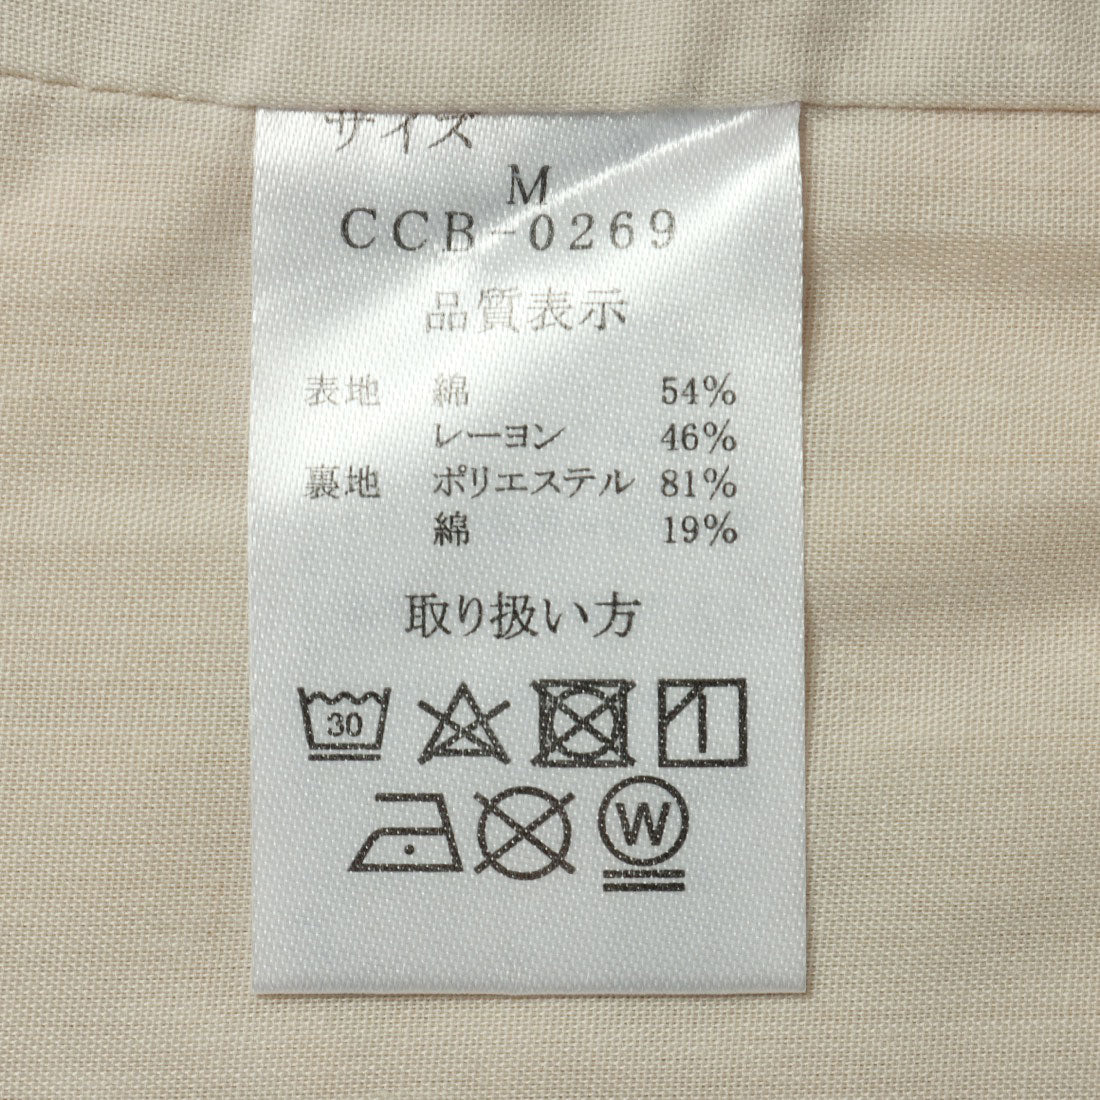 サイズ
M
CCB-0269
品質表示
表地 綿 54%
レーヨン 46%
裏地 ポリエステル 81%
綿 19%
取り扱い方
30
W